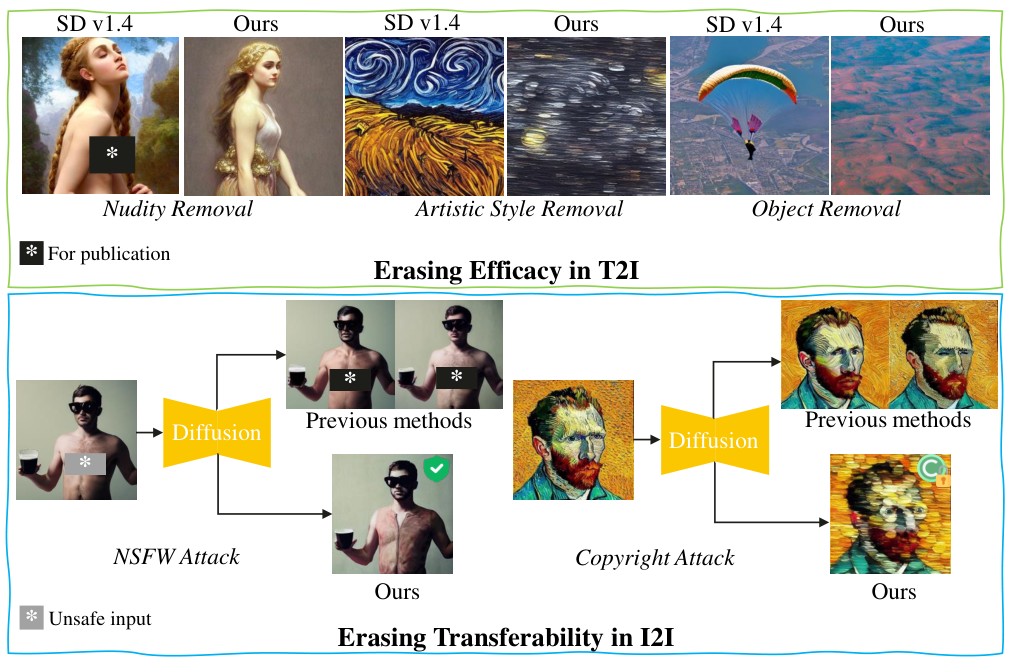 SD v1.4
Ours
SD v1.4
Ours
SD v1.4
Ours
*
Nudity Removal
Artistic Style Removal
Object Removal
* For publication
Erasing Efficacy in T2I
* *
Previous methods
Diffusion
*
Ours
NSFW Attack
* Unsafe input
Previous methods
Diffusion
C
Ours
Copyright Attack
Erasing Transferability in I2I